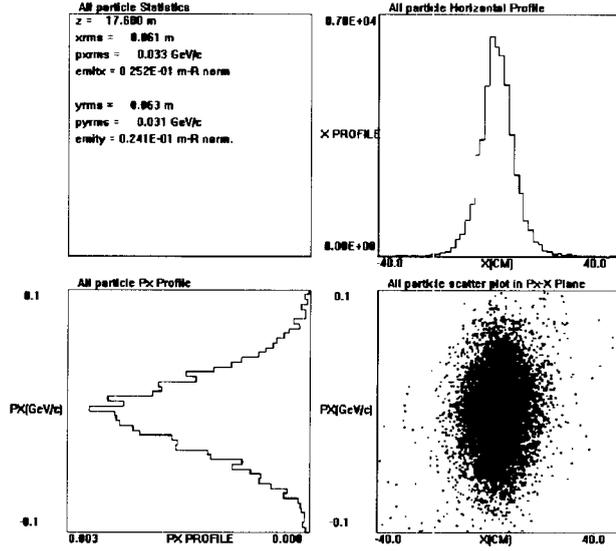 All particle Statistics
z = 17.600 m
xrms = 0.061 m
pxrms = 0.033 GeV/c
emitx = 0.252E-01 m-R norm
yrms = 0.063 m
pyrms = 0.031 GeV/c
emity = 0.241E-01 m-R norm.
All particle Horizontal Profile
0.70E+04
X PROFILE
0.00E+00
-40.0 X[CM] 40.0
All particle Px Profile
0.1
PX(GeV/c)
-0.1
0.003 PX PROFILE 0.000
All particle scatter plot in Px-X Plane
0.1
PX(GeV/c)
-0.1
-40.0 X[CM] 40.0